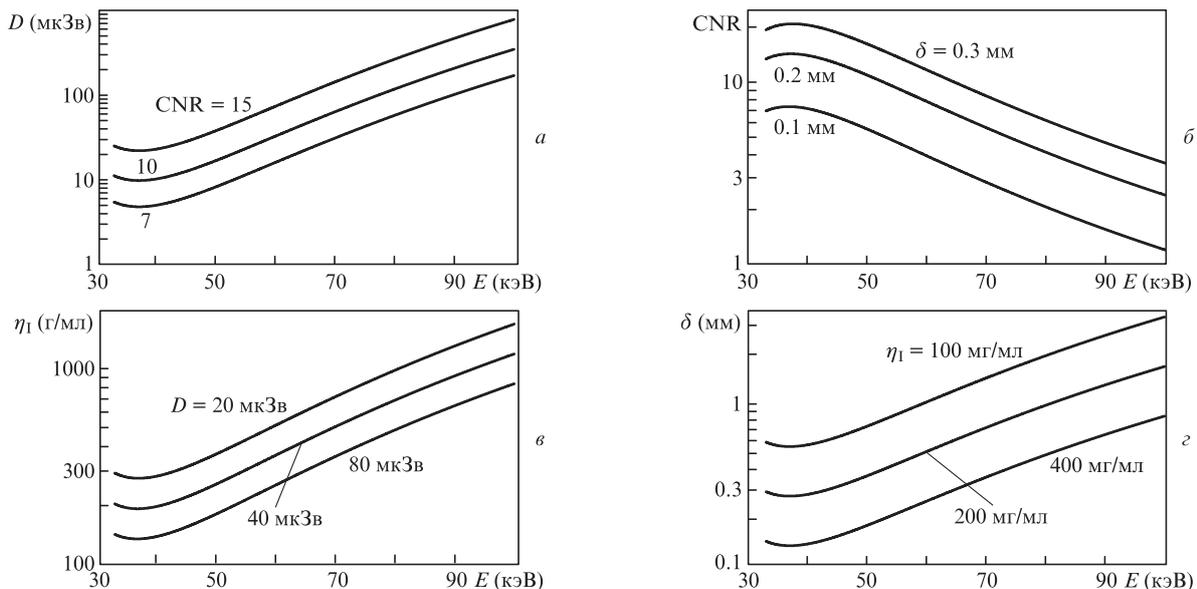 D (мкЗв)
100
10
1
CNR = 15
10
7
а
30
50
70
90 E (кэВ)
CNR
10
3
1
δ = 0.3 мм
0.2 мм
0.1 мм
б
30
50
70
90 E (кэВ)
η_I (г/мл)
1000
300
100
D = 20 мкЗв
80 мкЗв
40 мкЗв
в
30
50
70
90 E (кэВ)
δ (мм)
1
0.3
0.1
η_I = 100 мг/мл
400 мг/мл
200 мг/мл
г
30
50
70
90 E (кэВ)